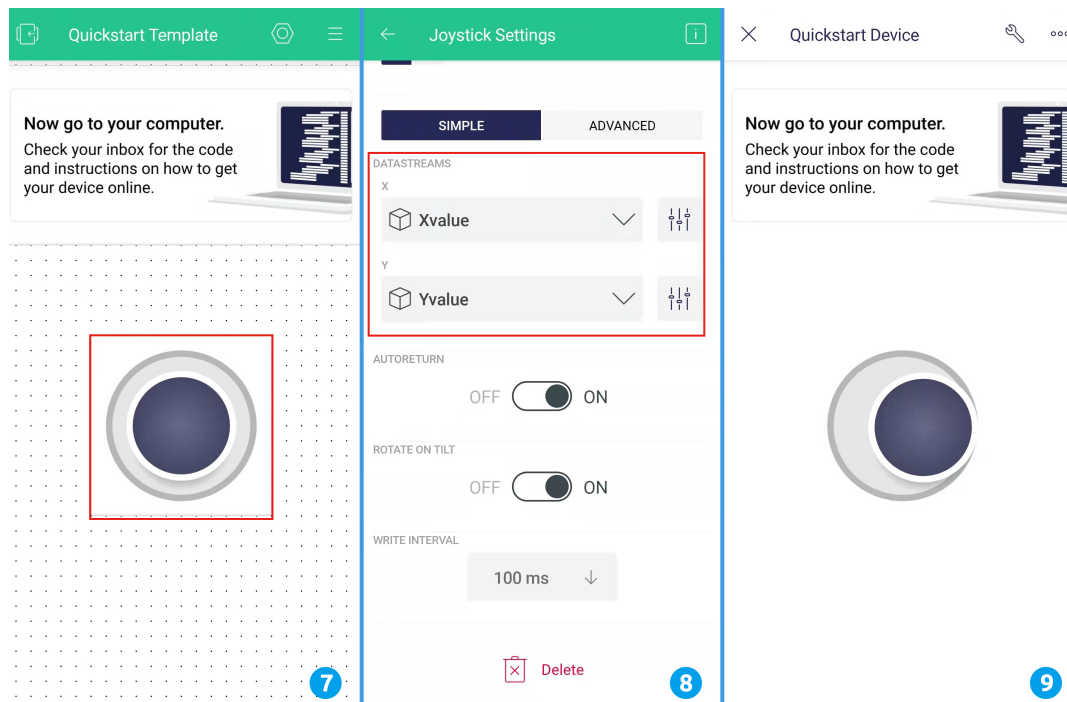 Quickstart Template
Now go to your computer.
Check your inbox for the code
and instructions on how to get
your device online.
7
Joystick Settings
i
SIMPLE
ADVANCED
DATASTREAMS
X
Xvalue
Y
Yvalue
AUTORETURN
OFF ON
ROTATE ON TILT
OFF ON
WRITE INTERVAL
100 ms
Delete
8
Quickstart Device
Now go to your computer.
Check your inbox for the code
and instructions on how to get
your device online.
9